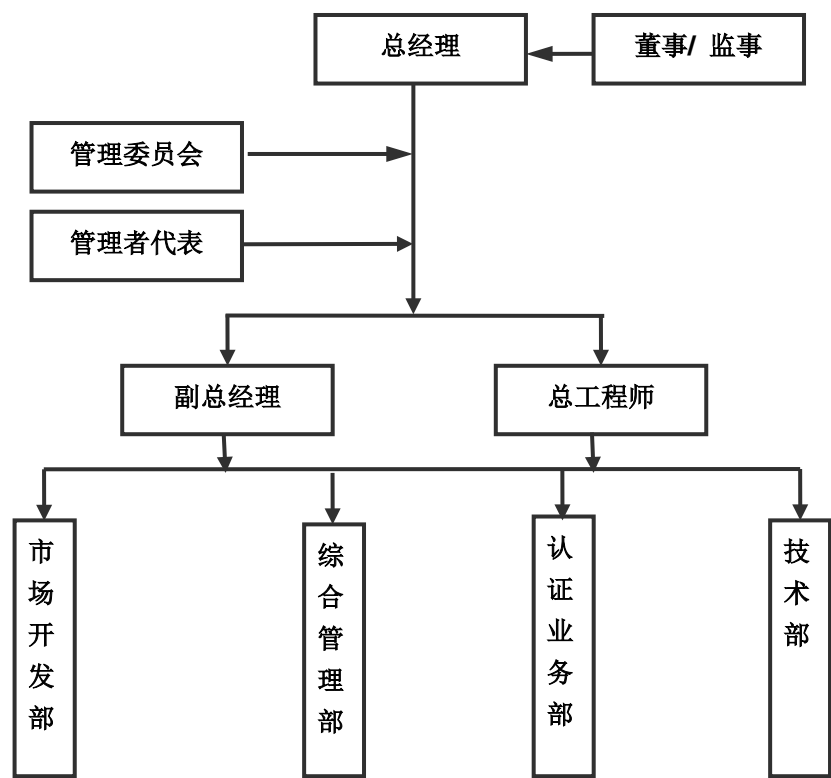 总经理
董事/ 监事
管理委员会
管理者代表
副总经理
总工程师
市场开发部
综合管理部
认证业务部
技术部